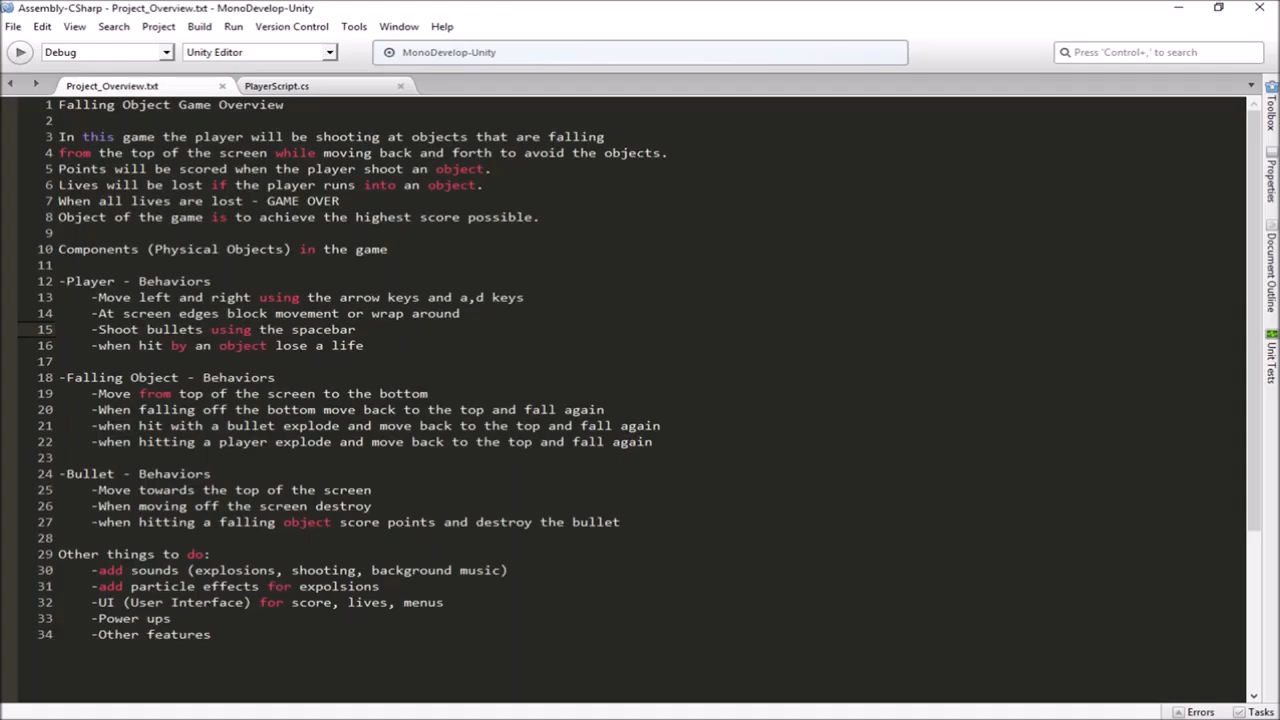 Assembly-CSharp - Project_Overview.txt - MonoDevelop-Unity
File Edit View Search Project Build Run Version Control Tools Window Help
Debug Unity Editor MonoDevelop-Unity Press 'Control+,' to search
Project_Overview.txt PlayerScript.cs
1 Falling Object Game Overview
2
3 In this game the player will be shooting at objects that are falling
4 from the top of the screen while moving back and forth to avoid the objects.
5 Points will be scored when the player shoot an object.
6 Lives will be lost if the player runs into an object.
7 When all lives are lost - GAME OVER
8 Object of the game is to achieve the highest score possible.
9
10 Components (Physical Objects) in the game
11
12 -Player - Behaviors
13 -Move left and right using the arrow keys and a,d keys
14 -At screen edges block movement or wrap around
15 -Shoot bullets using the spacebar
16 -when hit by an object lose a life
17
18 -Falling Object - Behaviors
19 -Move from top of the screen to the bottom
20 -When falling off the bottom move back to the top and fall again
21 -when hit with a bullet explode and move back to the top and fall again
22 -when hitting a player explode and move back to the top and fall again
23
24 -Bullet - Behaviors
25 -Move towards the top of the screen
26 -When moving off the screen destroy
27 -when hitting a falling object score points and destroy the bullet
28
29 Other things to do:
30 -add sounds (explosions, shooting, background music)
31 -add particle effects for expolsions
32 -UI (User Interface) for score, lives, menus
33 -Power ups
34 -Other features
Toolbox
Properties
Document Outline
Unit Tests
Errors Tasks